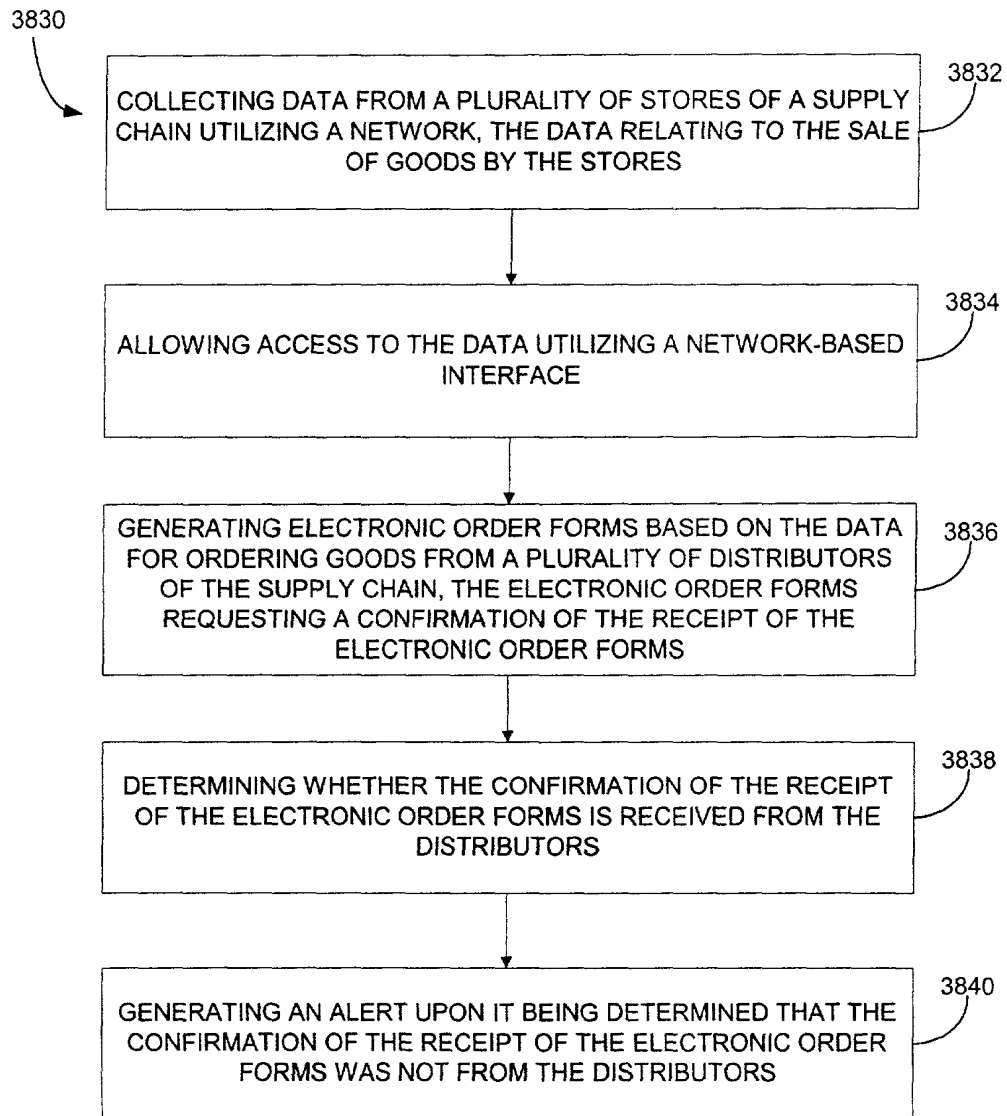 3830
3832
COLLECTING DATA FROM A PLURALITY OF STORES OF A SUPPLY
CHAIN UTILIZING A NETWORK, THE DATA RELATING TO THE SALE
OF GOODS BY THE STORES
3834
ALLOWING ACCESS TO THE DATA UTILIZING A NETWORK-BASED
INTERFACE
3836
GENERATING ELECTRONIC ORDER FORMS BASED ON THE DATA
FOR ORDERING GOODS FROM A PLURALITY OF DISTRIBUTORS
OF THE SUPPLY CHAIN, THE ELECTRONIC ORDER FORMS
REQUESTING A CONFIRMATION OF THE RECEIPT OF THE
ELECTRONIC ORDER FORMS
3838
DETERMINING WHETHER THE CONFIRMATION OF THE RECEIPT
OF THE ELECTRONIC ORDER FORMS IS RECEIVED FROM THE
DISTRIBUTORS
3840
GENERATING AN ALERT UPON IT BEING DETERMINED THAT THE
CONFIRMATION OF THE RECEIPT OF THE ELECTRONIC ORDER
FORMS WAS NOT FROM THE DISTRIBUTORS